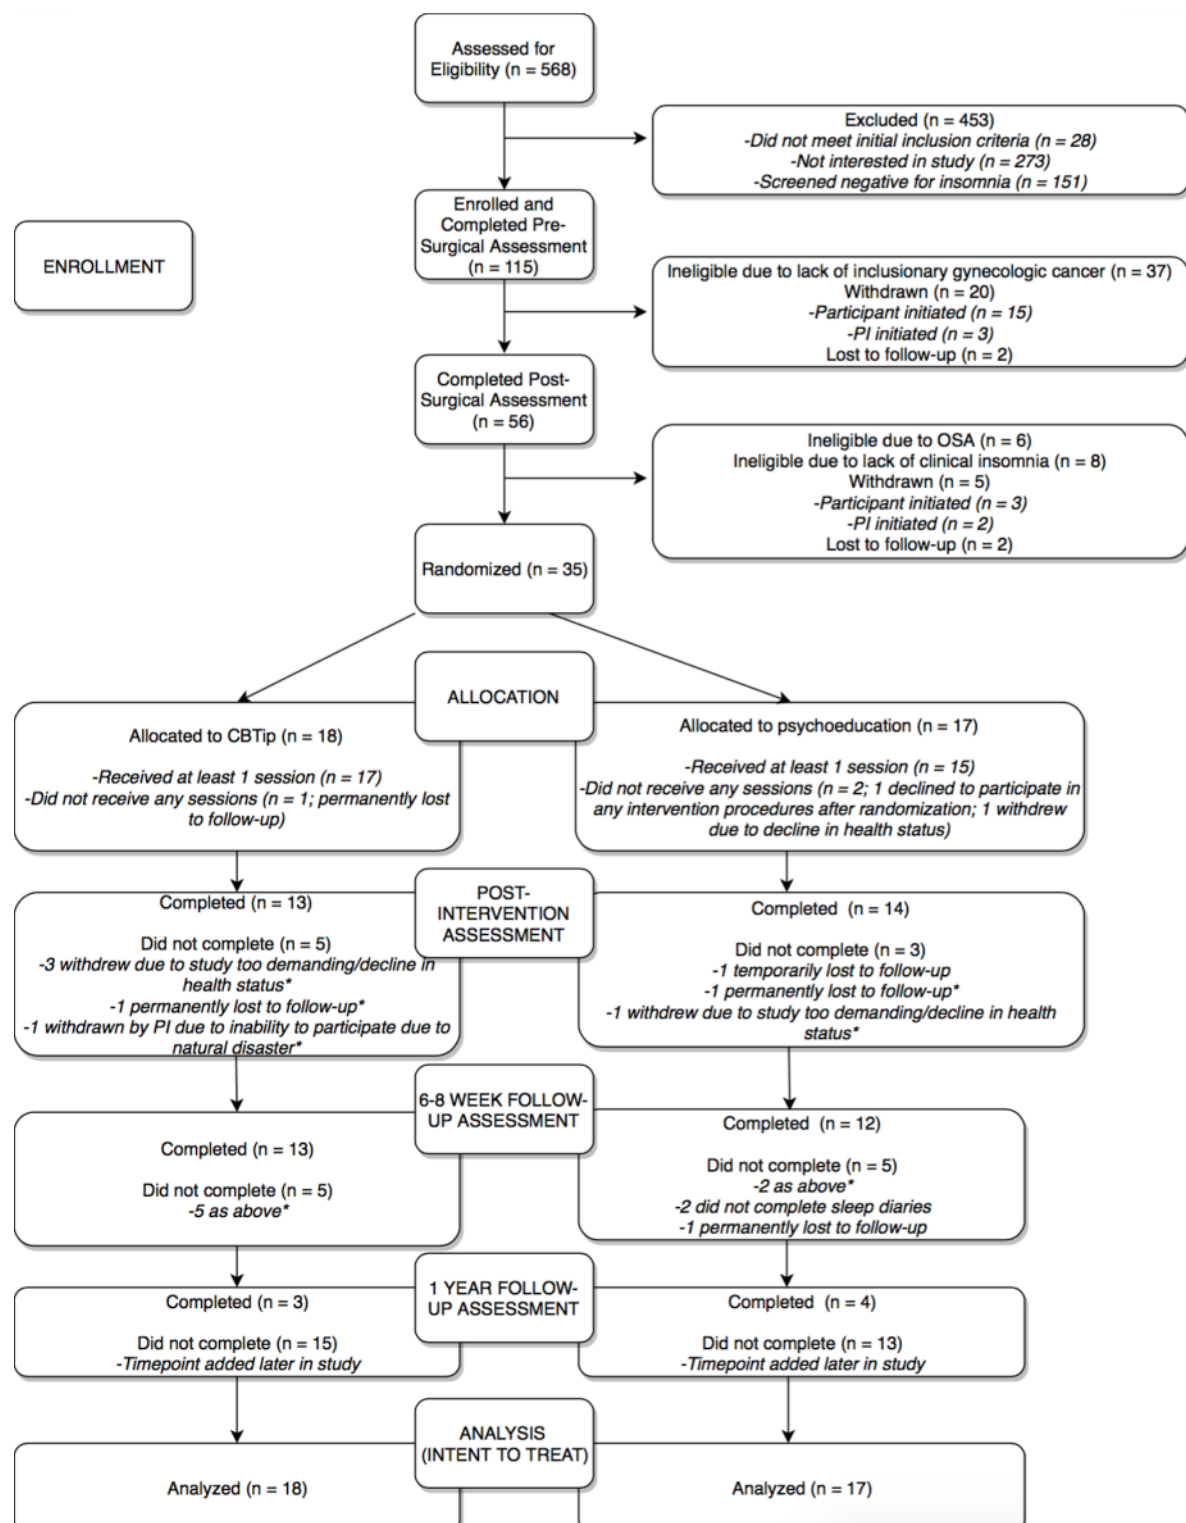 Assessed for
Eligibility (n = 568)
Excluded (n = 453)
-Did not meet initial inclusion criteria (n = 28)
-Not interested in study (n = 273)
-Screened negative for insomnia (n = 151)
Enrolled and
Completed Pre-
Surgical Assessment
(n = 115)
ENROLLMENT
Ineligible due to lack of inclusionary gynecologic cancer (n = 37)
Withdrawn (n = 20)
-Participant initiated (n = 15)
-PI initiated (n = 3)
Lost to follow-up (n = 2)
Completed Post-
Surgical Assessment
(n = 56)
Ineligible due to OSA (n = 6)
Ineligible due to lack of clinical insomnia (n = 8)
Withdrawn (n = 5)
-Participant initiated (n = 3)
-PI initiated (n = 2)
Lost to follow-up (n = 2)
Randomized (n = 35)
ALLOCATION
Allocated to CBTip (n = 18)
-Received at least 1 session (n = 17)
-Did not receive any sessions (n = 1; permanently lost
to follow-up)
Allocated to psychoeducation (n = 17)
-Received at least 1 session (n = 15)
-Did not receive any sessions (n = 2; 1 declined to participate in
any intervention procedures after randomization; 1 withdrew
due to decline in health status)
POST-
INTERVENTION
ASSESSMENT
Completed (n = 13)
Did not complete (n = 5)
-3 withdrew due to study too demanding/decline in
health status*
-1 permanently lost to follow-up*
-1 withdrawn by PI due to inability to participate due to
natural disaster*
Completed (n = 14)
Did not complete (n = 3)
-1 temporarily lost to follow-up
-1 permanently lost to follow-up*
-1 withdrew due to study too demanding/decline in health
status*
6-8 WEEK FOLLOW-
UP ASSESSMENT
Completed (n = 13)
Did not complete (n = 5)
-5 as above*
Completed (n = 12)
Did not complete (n = 5)
-2 as above*
-2 did not complete sleep diaries
-1 permanently lost to follow-up
1 YEAR FOLLOW-
UP ASSESSMENT
Completed (n = 3)
Did not complete (n = 15)
-Timepoint added later in study
Completed (n = 4)
Did not complete (n = 13)
-Timepoint added later in study
ANALYSIS
(INTENT TO TREAT)
Analyzed (n = 18)
Analyzed (n = 17)